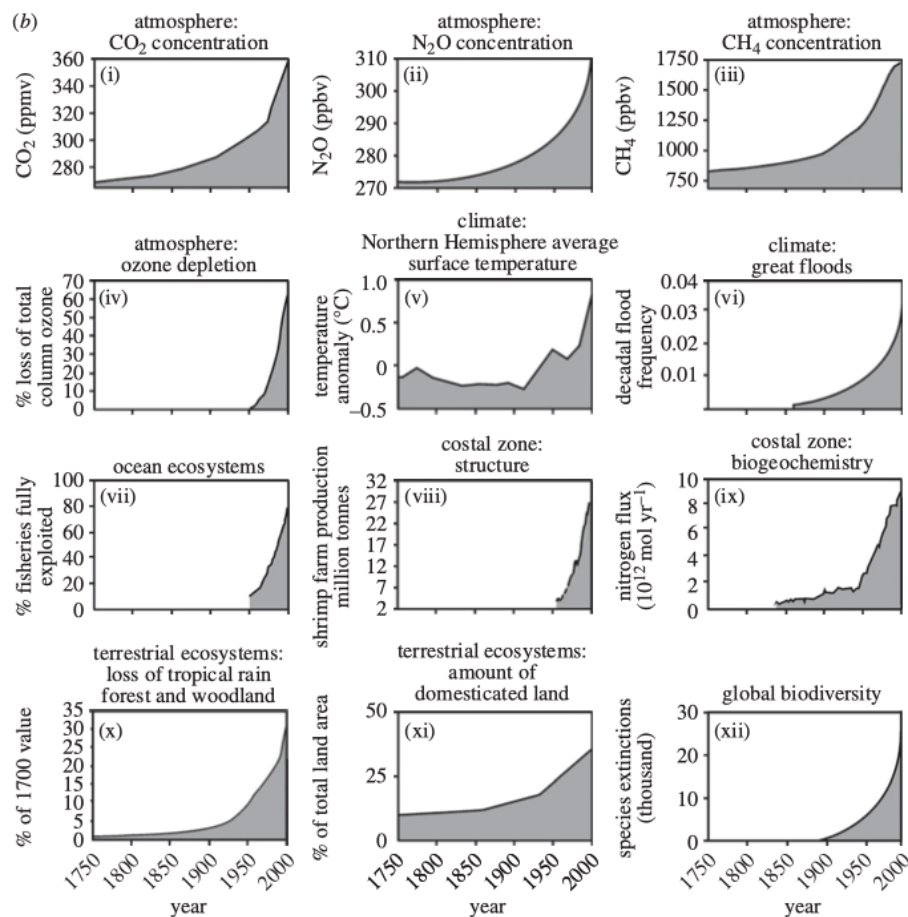 (b)
atmosphere:
CO₂ concentration
(i)
CO₂ (ppmv)
360
340
320
300
280
atmosphere:
N₂O concentration
(ii)
N₂O (ppbv)
310
300
290
280
270
atmosphere:
CH₄ concentration
(iii)
CH₄ (ppbv)
1750
1500
1250
1000
750
atmosphere:
ozone depletion
(iv)
% loss of total
column ozone
70
60
50
40
30
20
10
0
climate:
Northern Hemisphere average
surface temperature
(v)
temperature
anomaly (°C)
1.0
0.5
0
–0.5
climate:
great floods
(vi)
decadal flood
frequency
0.04
0.03
0.02
0.01
ocean ecosystems
(vii)
% fisheries fully
exploited
100
80
60
40
20
0
costal zone:
structure
(viii)
shrimp farm production
million tonnes
32
27
22
17
12
7
2
costal zone:
biogeochemistry
(ix)
nitrogen flux
(10¹² mol yr⁻¹)
10
8
6
4
2
0
terrestrial ecosystems:
loss of tropical rain
forest and woodland
(x)
% of 1700 value
35
30
25
20
15
10
5
0
1750
1800
1850
1900
1950
2000
year
terrestrial ecosystems:
amount of
domesticated land
(xi)
% of total land area
50
25
0
1750
1800
1850
1900
1950
2000
year
global biodiversity
(xii)
species extinctions
(thousand)
30
20
10
0
1750
1800
1850
1900
1950
2000
year